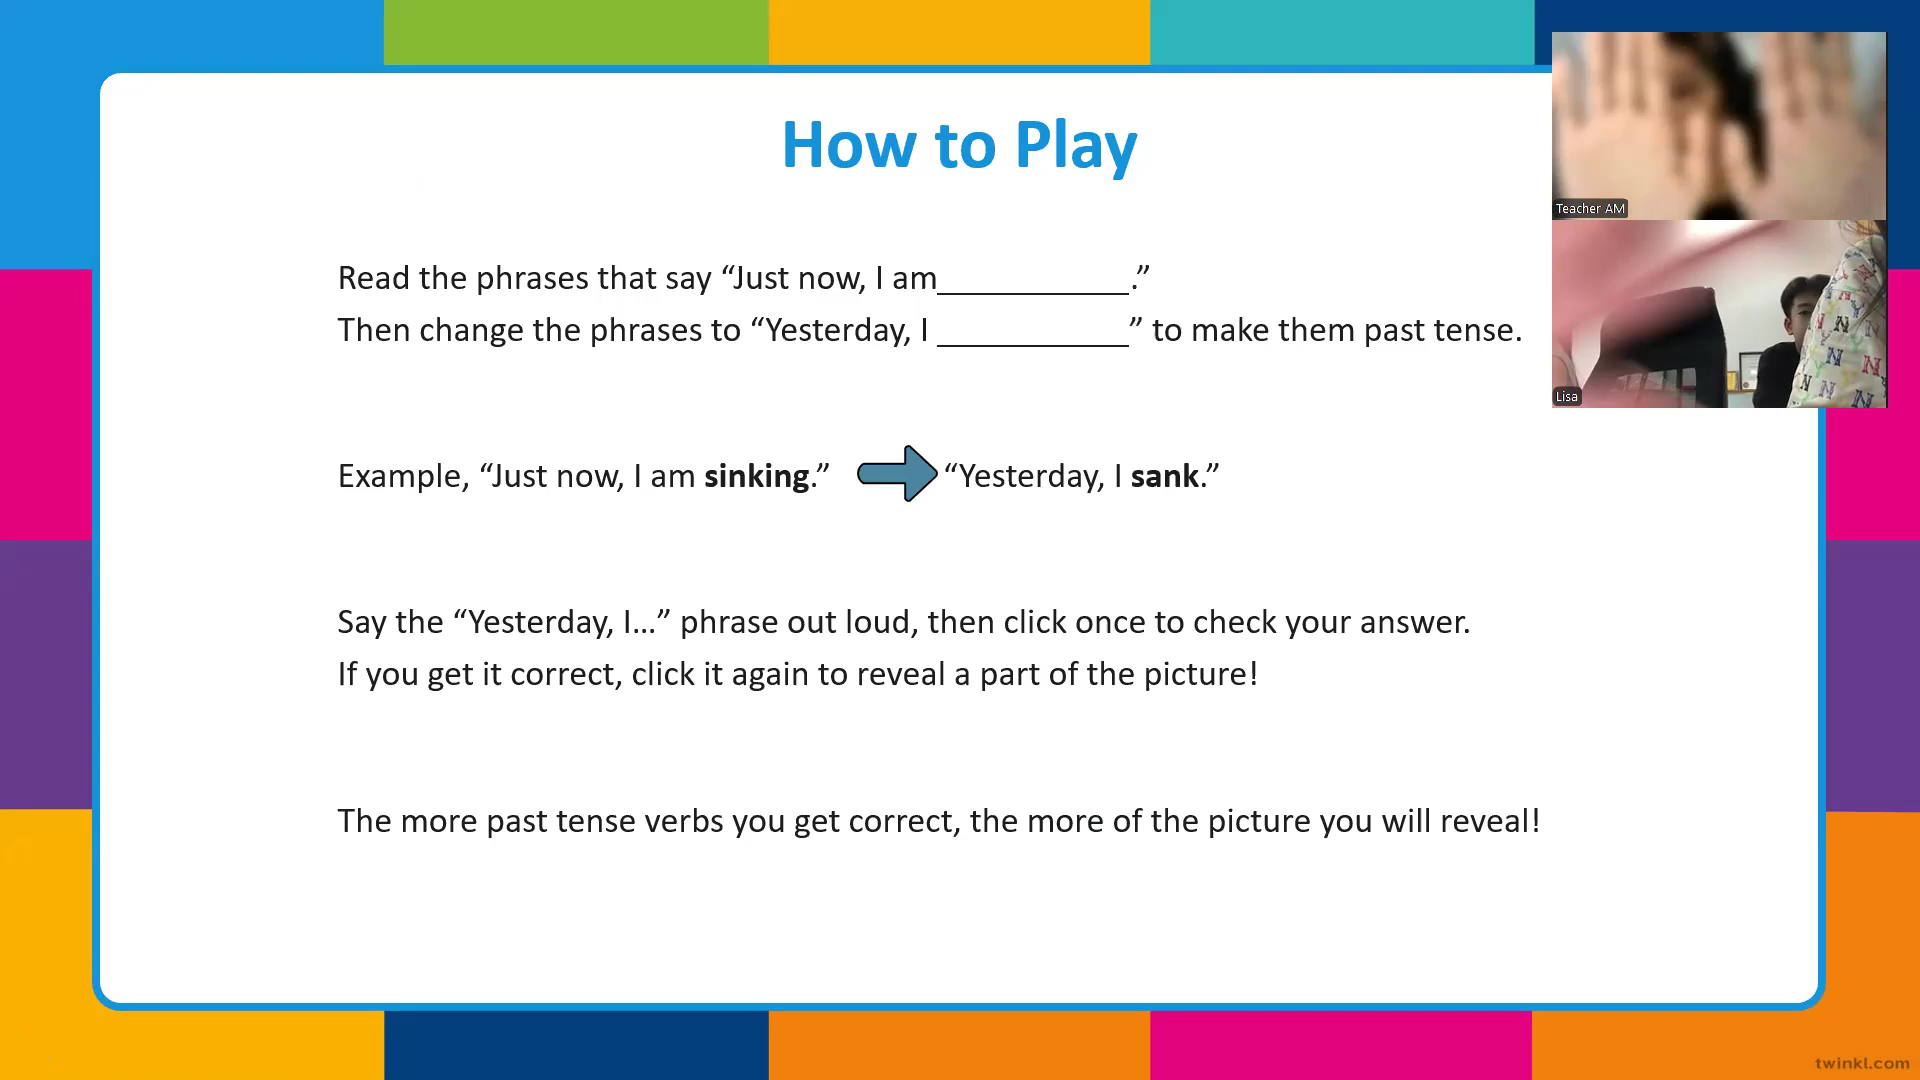 How to Play
Read the phrases that say “Just now, I am___________.”
Then change the phrases to “Yesterday, I ___________” to make them past tense.
Example, “Just now, I am sinking.” “Yesterday, I sank.”
Say the “Yesterday, I…” phrase out loud, then click once to check your answer.
If you get it correct, click it again to reveal a part of the picture!
The more past tense verbs you get correct, the more of the picture you will reveal!
Teacher AM
Lisa
twinkl.com